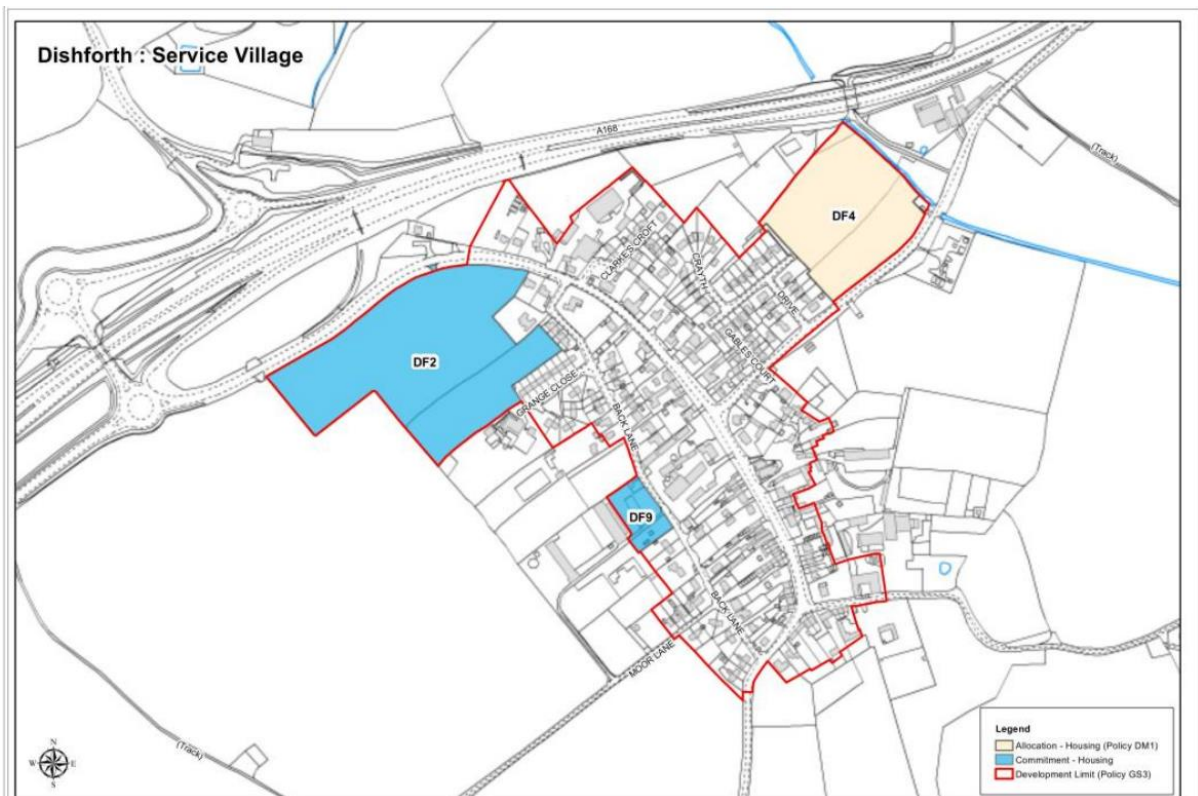 Dishforth : Service Village
A168
(Track)
DF4
CLARKES CROFT
CRAYTH
DRIVE
GABLES COURT
DF2
GRANGE CLOSE
BACK LANE
DF9
BACK LANE
MOOR LANE
(Track)
N
W
E
S
Legend
Allocation - Housing (Policy DM1)
Commitment - Housing
Development Limit (Policy GS3)